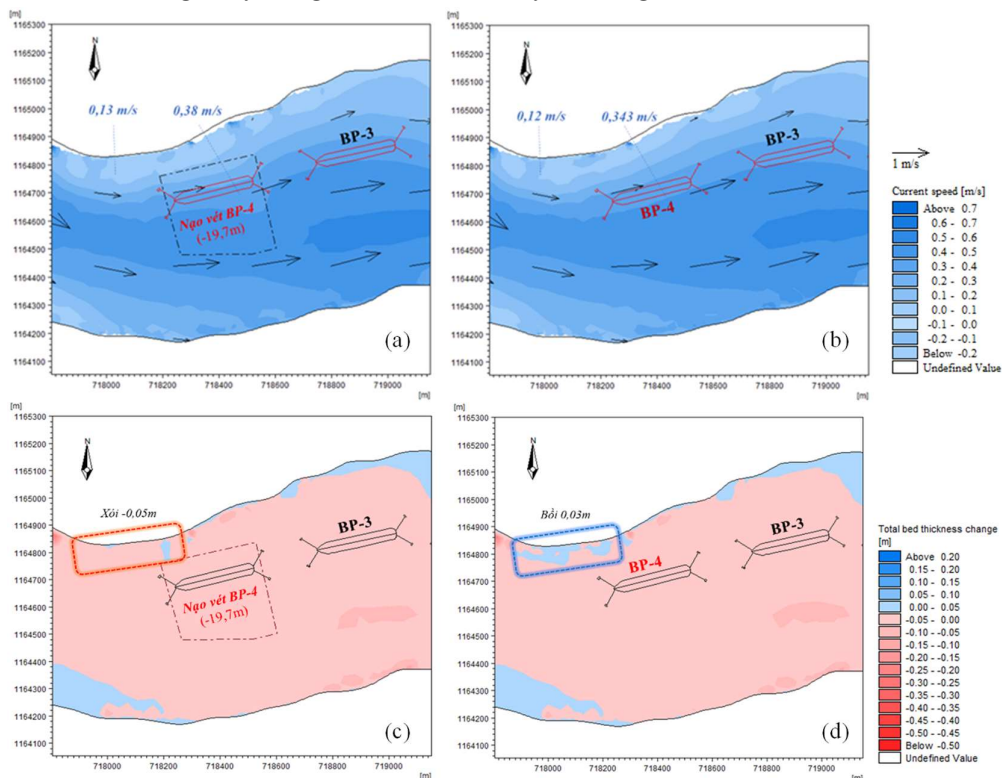 [m]
1165300
1165200
1165100
1165000
1164900
1164800
1164700
1164600
1164500
1164400
1164300
1164200
1164100
N
0,13 m/s
0,38 m/s
BP-3
Nạo vét BP-4
(-19,7m)
(a)
718000
718200
718400
718600
718800
719000
[m]
[m]
1165300
1165200
1165100
1165000
1164900
1164800
1164700
1164600
1164500
1164400
1164300
1164200
1164100
N
0,12 m/s
0,343 m/s
BP-3
BP-4
(b)
718000
718200
718400
718600
718800
719000
[m]
1 m/s
Current speed [m/s]
Above 0.7
0.6 - 0.7
0.5 - 0.6
0.4 - 0.5
0.3 - 0.4
0.2 - 0.3
0.1 - 0.2
0.0 - 0.1
-0.1 - 0.0
-0.2 - -0.1
Below -0.2
Undefined Value
[m]
1165300
1165200
1165100
1165000
1164900
1164800
1164700
1164600
1164500
1164400
1164300
1164200
1164100
N
Xói -0,05m
BP-3
Nạo vét BP-4
(-19,7m)
(c)
718000
718200
718400
718600
718800
719000
[m]
1165300
1165200
1165100
1165000
1164900
1164800
1164700
1164600
1164500
1164400
1164300
1164200
1164100
N
Bồi 0,03m
BP-3
BP-4
(d)
718000
718200
718400
718600
718800
719000
Total bed thickness change
[m]
Above 0.20
0.15 - 0.20
0.10 - 0.15
0.05 - 0.10
0.00 - 0.05
-0.05 - 0.00
-0.10 - -0.05
-0.15 - -0.10
-0.20 - -0.15
-0.25 - -0.20
-0.30 - -0.25
-0.35 - -0.30
-0.40 - -0.35
-0.45 - -0.40
-0.50 - -0.45
Below -0.50
Undefined Value